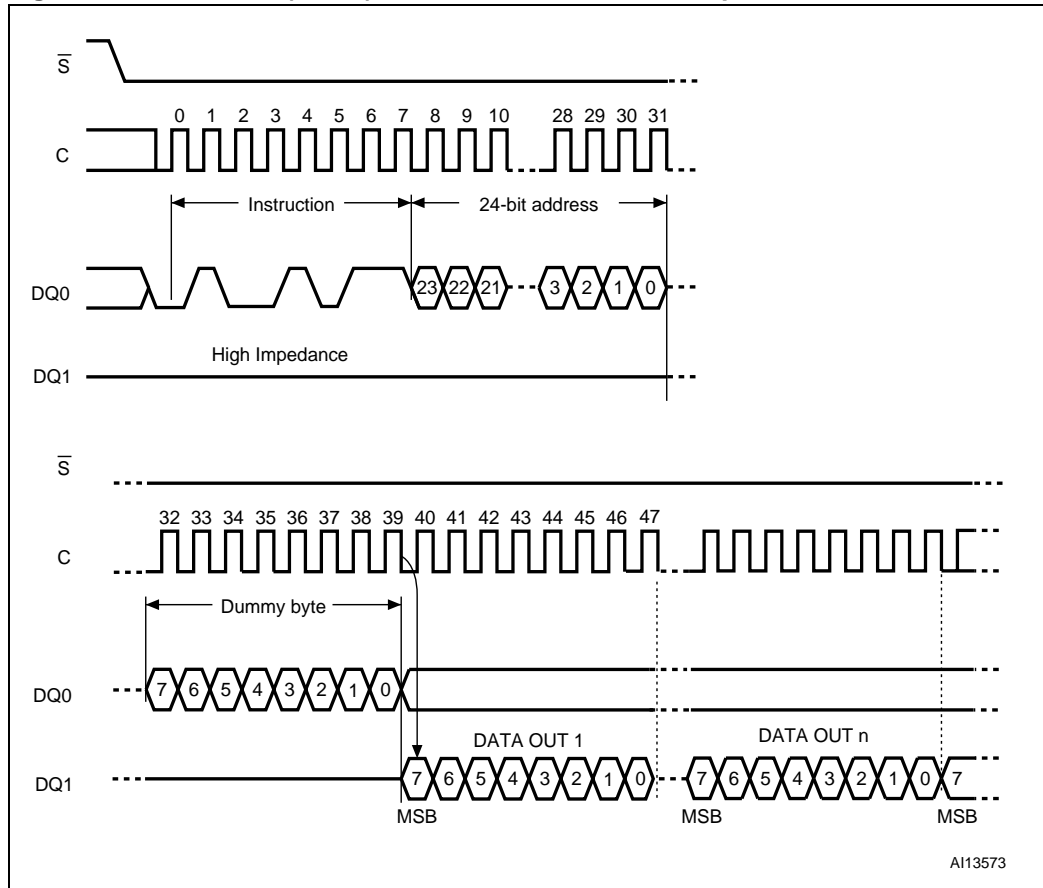 S
0 1 2 3 4 5 6 7 8 9 10 28 29 30 31
C
Instruction 24-bit address
DQ0 23 22 21 3 2 1 0
High Impedance
DQ1
S
32 33 34 35 36 37 38 39 40 41 42 43 44 45 46 47
C
Dummy byte
DQ0 7 6 5 4 3 2 1 0
DATA OUT 1 DATA OUT n
DQ1 7 6 5 4 3 2 1 0 7 6 5 4 3 2 1 0 7
MSB MSB MSB
AI13573